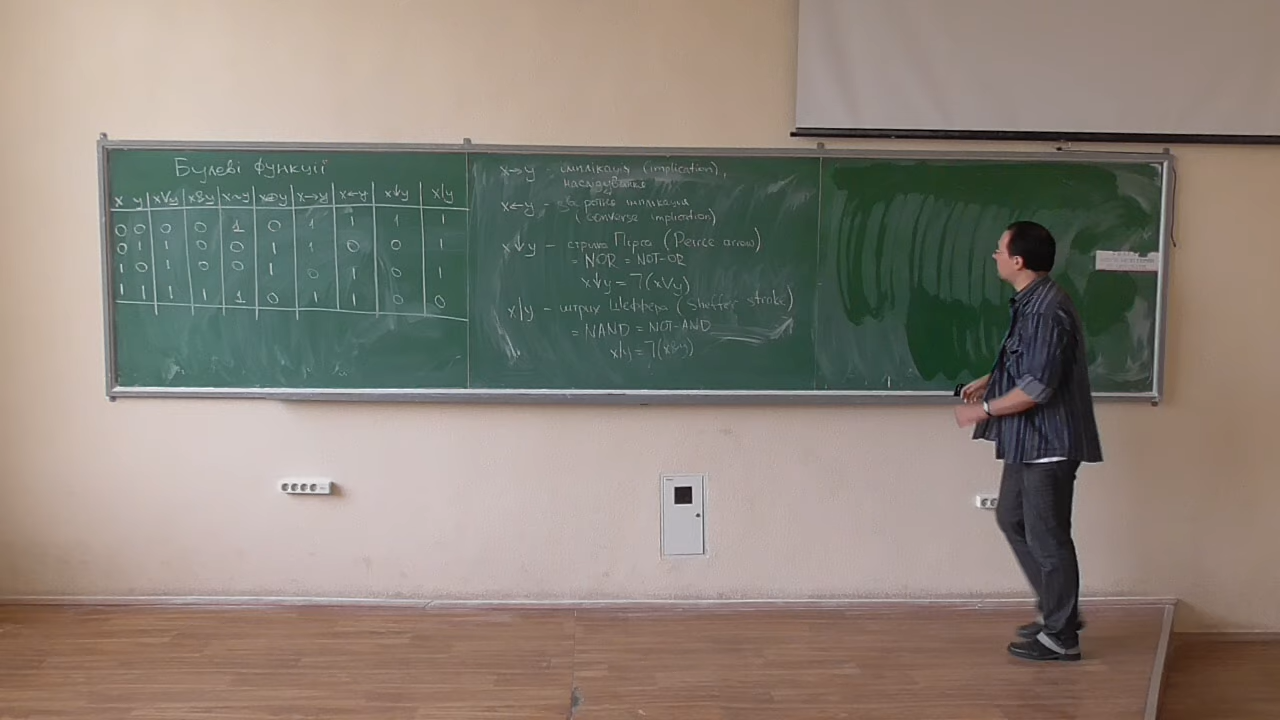 Булеві функції
x y x∨y x&y x~y x⊕y x→y x←y x↓y x|y
0 0 0 0 1 0 1 1 1 1
0 1 1 0 0 1 1 0 0 1
1 0 1 0 0 1 0 1 0 1
1 1 1 1 1 0 1 1 0 0
x→y - імплікація (implication),
наслідування
x←y - зворотна імплікація
(converse implication)
x↓y - стрілка Пірса (Peirce arrow)
= NOR = NOT-OR
x↓y = ⅂(x∨y)
x|y - штрих Шеффера (Sheffer stroke)
= NAND = NOT-AND
x|y = ⅂(x&y)